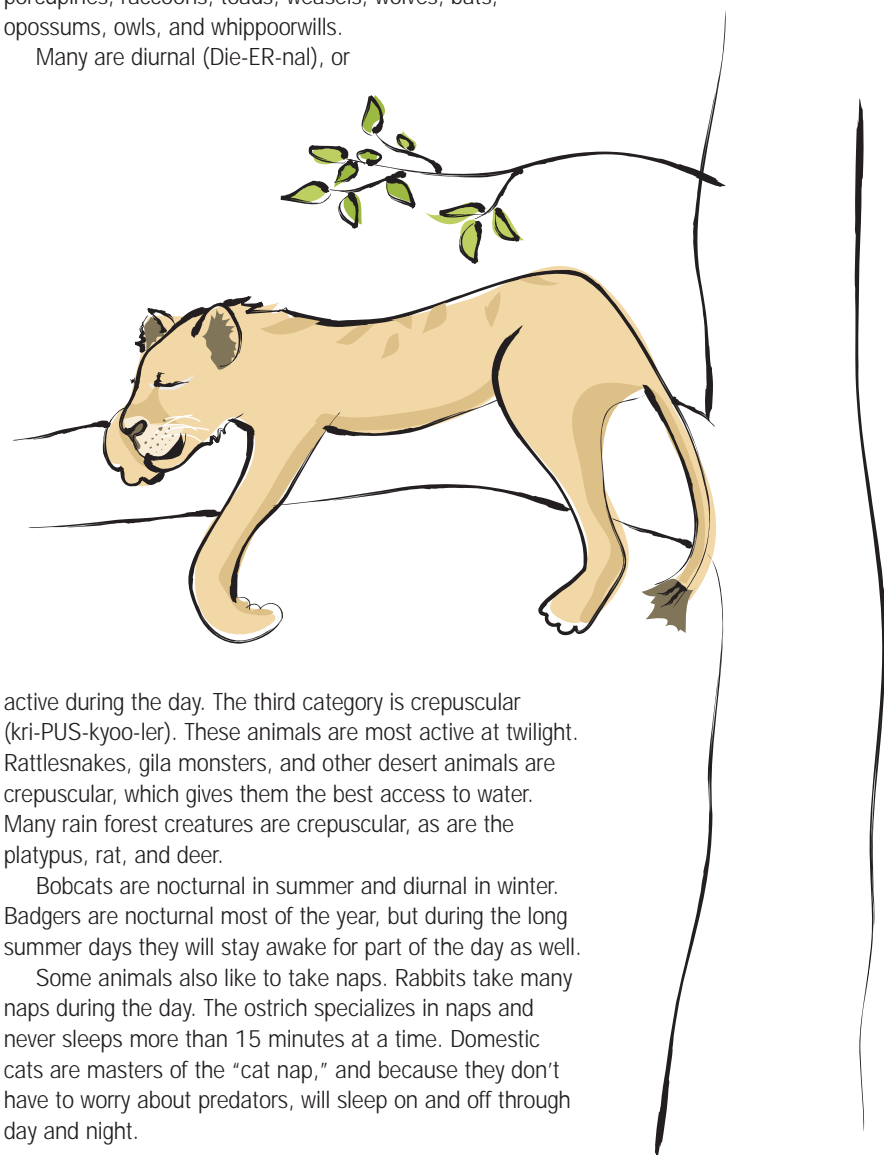 porcupines, raccoons, toads, weasels, wolves, bats,
opossums, owls, and whippoorwills.
Many are diurnal (Die-ER-nal), or
active during the day. The third category is crepuscular
(kri-PUS-kyoo-ler). These animals are most active at twilight.
Rattlesnakes, gila monsters, and other desert animals are
crepuscular, which gives them the best access to water.
Many rain forest creatures are crepuscular, as are the
platypus, rat, and deer.
Bobcats are nocturnal in summer and diurnal in winter.
Badgers are nocturnal most of the year, but during the long
summer days they will stay awake for part of the day as well.
Some animals also like to take naps. Rabbits take many
naps during the day. The ostrich specializes in naps and
never sleeps more than 15 minutes at a time. Domestic
cats are masters of the “cat nap,” and because they don’t
have to worry about predators, will sleep on and off through
day and night.